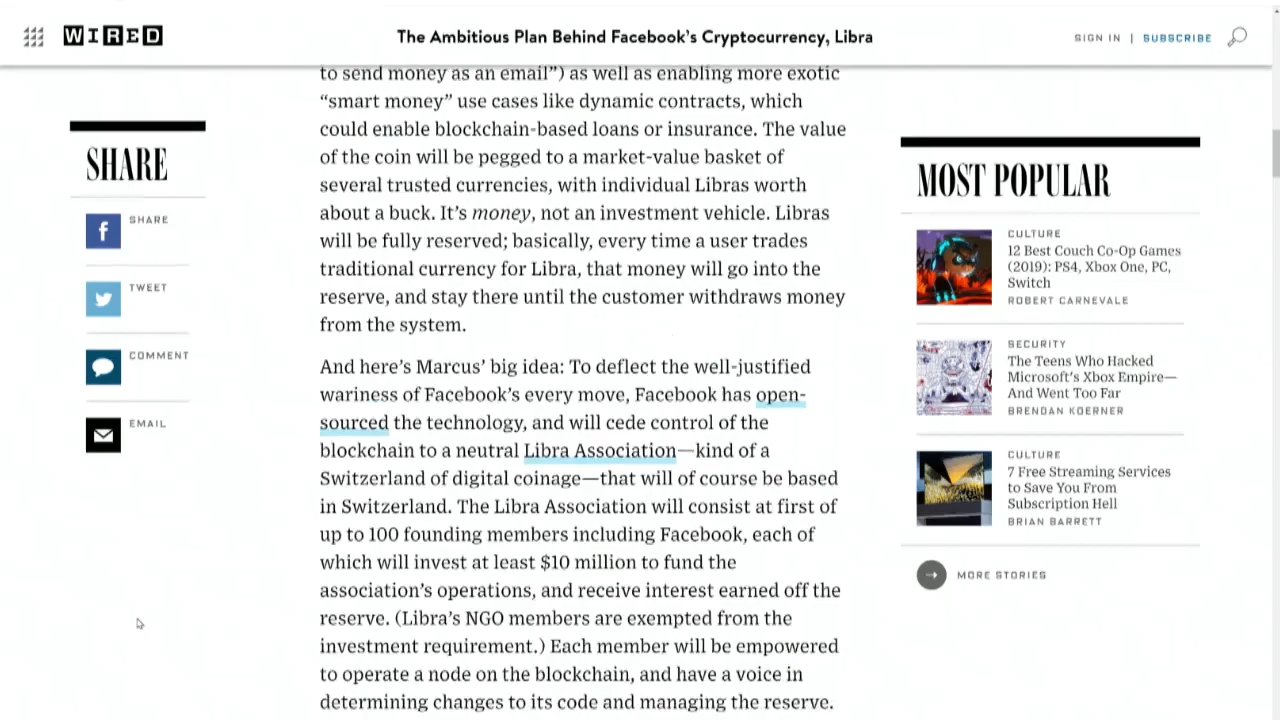 WIRED
The Ambitious Plan Behind Facebook's Cryptocurrency, Libra
SIGN IN | SUBSCRIBE
SHARE
SHARE
TWEET
COMMENT
EMAIL
to send money as an email”) as well as enabling more exotic
“smart money” use cases like dynamic contracts, which
could enable blockchain-based loans or insurance. The value
of the coin will be pegged to a market-value basket of
several trusted currencies, with individual Libras worth
about a buck. It’s money, not an investment vehicle. Libras
will be fully reserved; basically, every time a user trades
traditional currency for Libra, that money will go into the
reserve, and stay there until the customer withdraws money
from the system.
And here’s Marcus’ big idea: To deflect the well-justified
wariness of Facebook’s every move, Facebook has open-
sourced the technology, and will cede control of the
blockchain to a neutral Libra Association—kind of a
Switzerland of digital coinage—that will of course be based
in Switzerland. The Libra Association will consist at first of
up to 100 founding members including Facebook, each of
which will invest at least $10 million to fund the
association’s operations, and receive interest earned off the
reserve. (Libra’s NGO members are exempted from the
investment requirement.) Each member will be empowered
to operate a node on the blockchain, and have a voice in
determining changes to its code and managing the reserve.
MOST POPULAR
CULTURE
12 Best Couch Co-Op Games
(2019): PS4, Xbox One, PC,
Switch
ROBERT CARNEVALE
SECURITY
The Teens Who Hacked
Microsoft’s Xbox Empire—
And Went Too Far
BRENDAN KOERNER
CULTURE
7 Free Streaming Services
to Save You From
Subscription Hell
BRIAN BARRETT
MORE STORIES